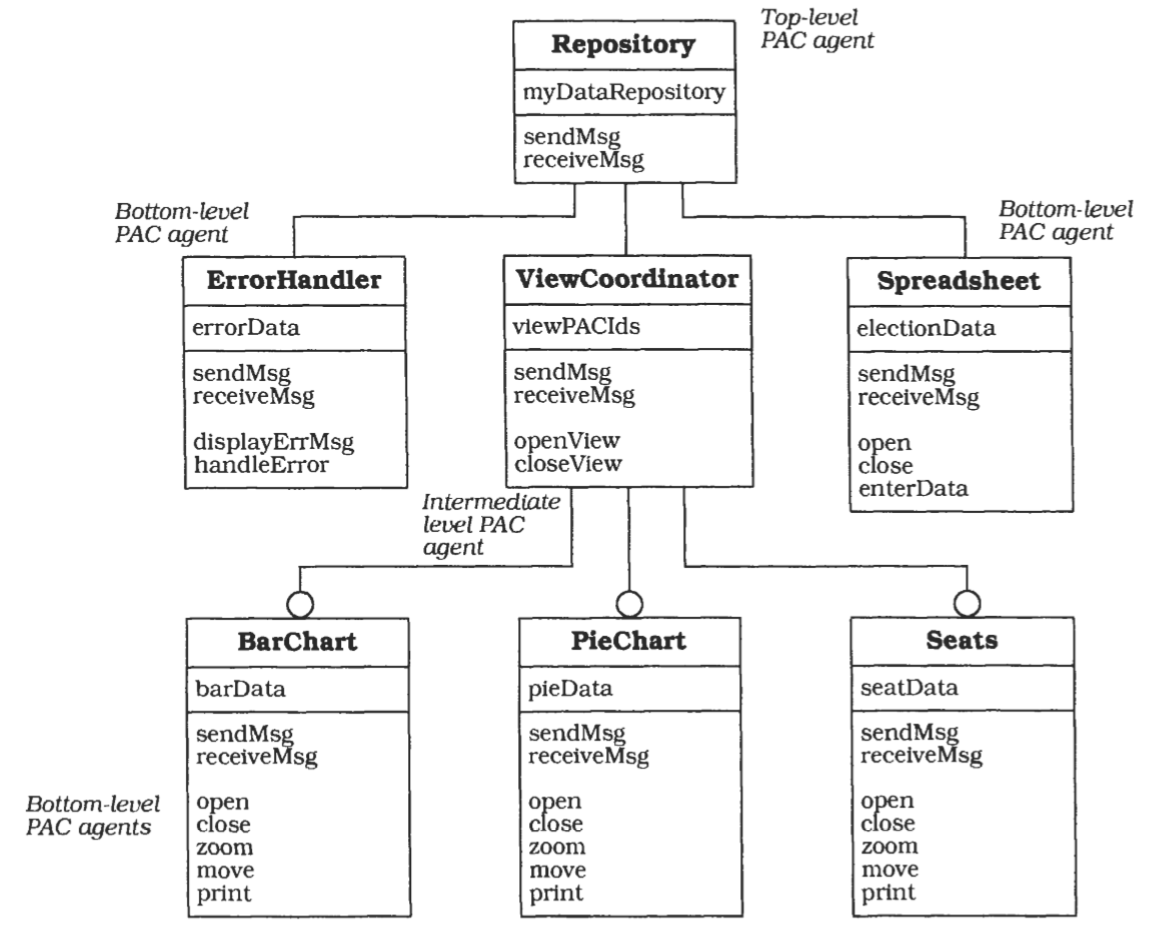 Top-level
PAC agent
Repository
myDataRepository
sendMsg
receiveMsg
Bottom-level
PAC agent
Bottom-level
PAC agent
ErrorHandler
errorData
sendMsg
receiveMsg
displayErrMsg
handleError
ViewCoordinator
viewPACIds
sendMsg
receiveMsg
openView
closeView
Spreadsheet
electionData
sendMsg
receiveMsg
open
close
enterData
Intermediate
level PAC
agent
BarChart
barData
sendMsg
receiveMsg
open
close
zoom
move
print
PieChart
pieData
sendMsg
receiveMsg
open
close
zoom
move
print
Seats
seatData
sendMsg
receiveMsg
open
close
zoom
move
print
Bottom-level
PAC agents